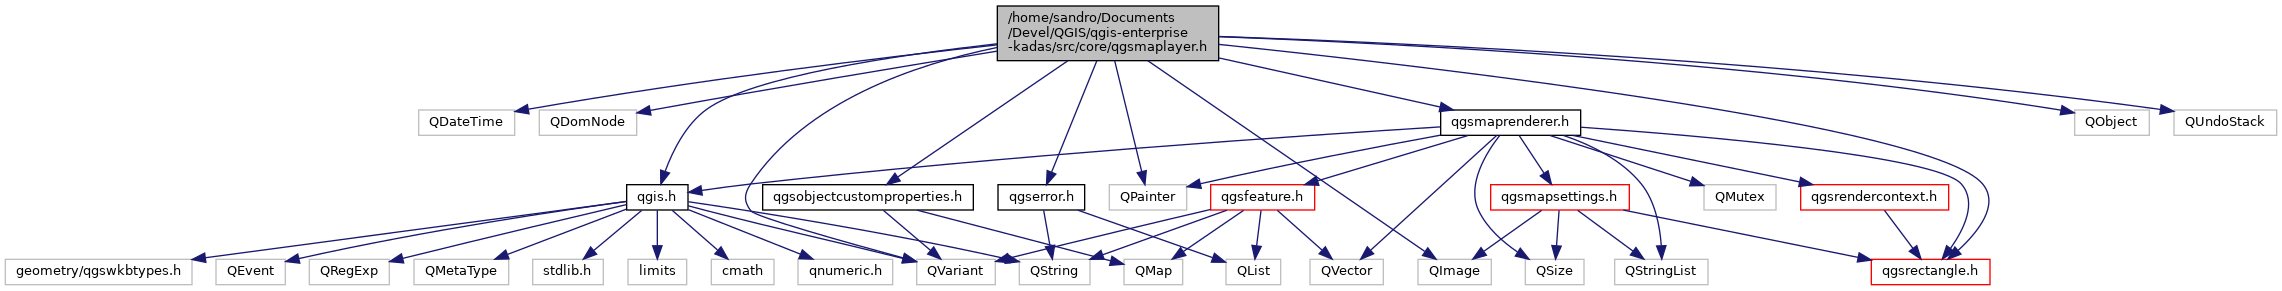 /home/sandro/Documents
/Devel/QGIS/qgis-enterprise
-kadas/src/core/qgsmaplayer.h
QDateTime
QDomNode
qgsmaprenderer.h
QObject
QUndoStack
qgis.h
qgsobjectcustomproperties.h
qgserror.h
QPainter
qgsfeature.h
qgsmapsettings.h
QMutex
qgsrendercontext.h
geometry/qgswkbtypes.h
QEvent
QRegExp
QMetaType
stdlib.h
limits
cmath
qnumeric.h
QVariant
QString
QMap
QList
QVector
QImage
QSize
QStringList
qgsrectangle.h